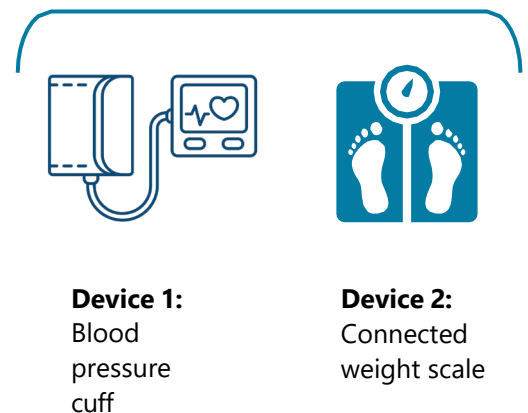 Device 1:
Blood
pressure
cuff
Device 2:
Connected
weight scale